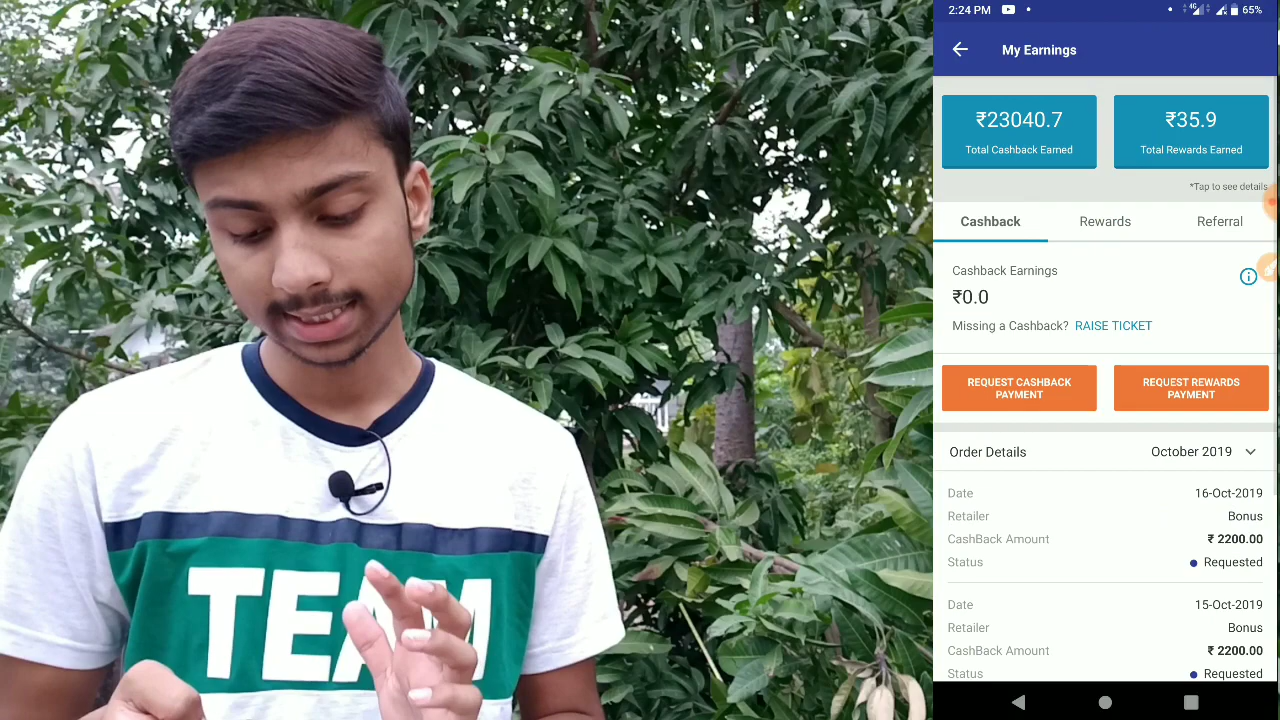 TEAM
2:24 PM
4G
65%
My Earnings
₹23040.7
Total Cashback Earned
₹35.9
Total Rewards Earned
*Tap to see details
Cashback
Rewards
Referral
Cashback Earnings
₹0.0
Missing a Cashback? RAISE TICKET
REQUEST CASHBACK
PAYMENT
REQUEST REWARDS
PAYMENT
Order Details
October 2019
Date 16-Oct-2019
Retailer Bonus
CashBack Amount ₹ 2200.00
Status Requested
Date 15-Oct-2019
Retailer Bonus
CashBack Amount ₹ 2200.00
Status Requested